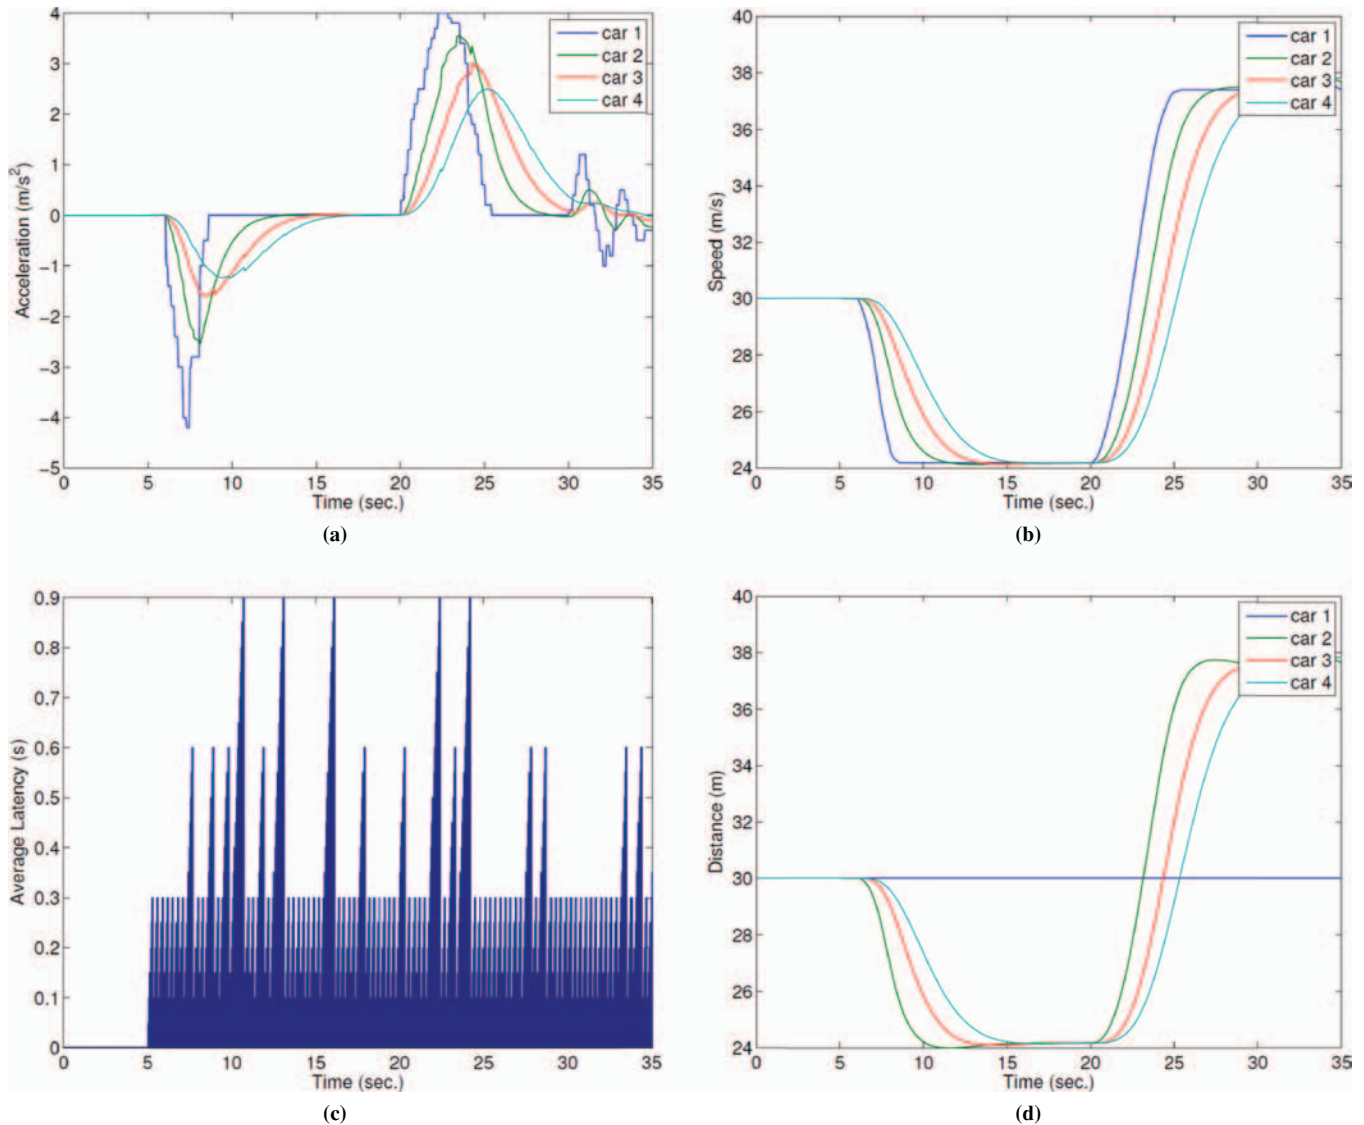 4
3
2
1
0
−1
−2
−3
−4
−5
Acceleration (m/s²)
car 1
car 2
car 3
car 4
0 5 10 15 20 25 30 35
Time (sec.)
(a)
40
38
36
34
32
30
28
26
24
Speed (m/s)
car 1
car 2
car 3
car 4
0 5 10 15 20 25 30 35
Time (sec.)
(b)
0.9
0.8
0.7
0.6
0.5
0.4
0.3
0.2
0.1
0
Average Latency (s)
0 5 10 15 20 25 30 35
Time (sec.)
(c)
40
38
36
34
32
30
28
26
24
Distance (m)
car 1
car 2
car 3
car 4
0 5 10 15 20 25 30 35
Time (sec.)
(d)